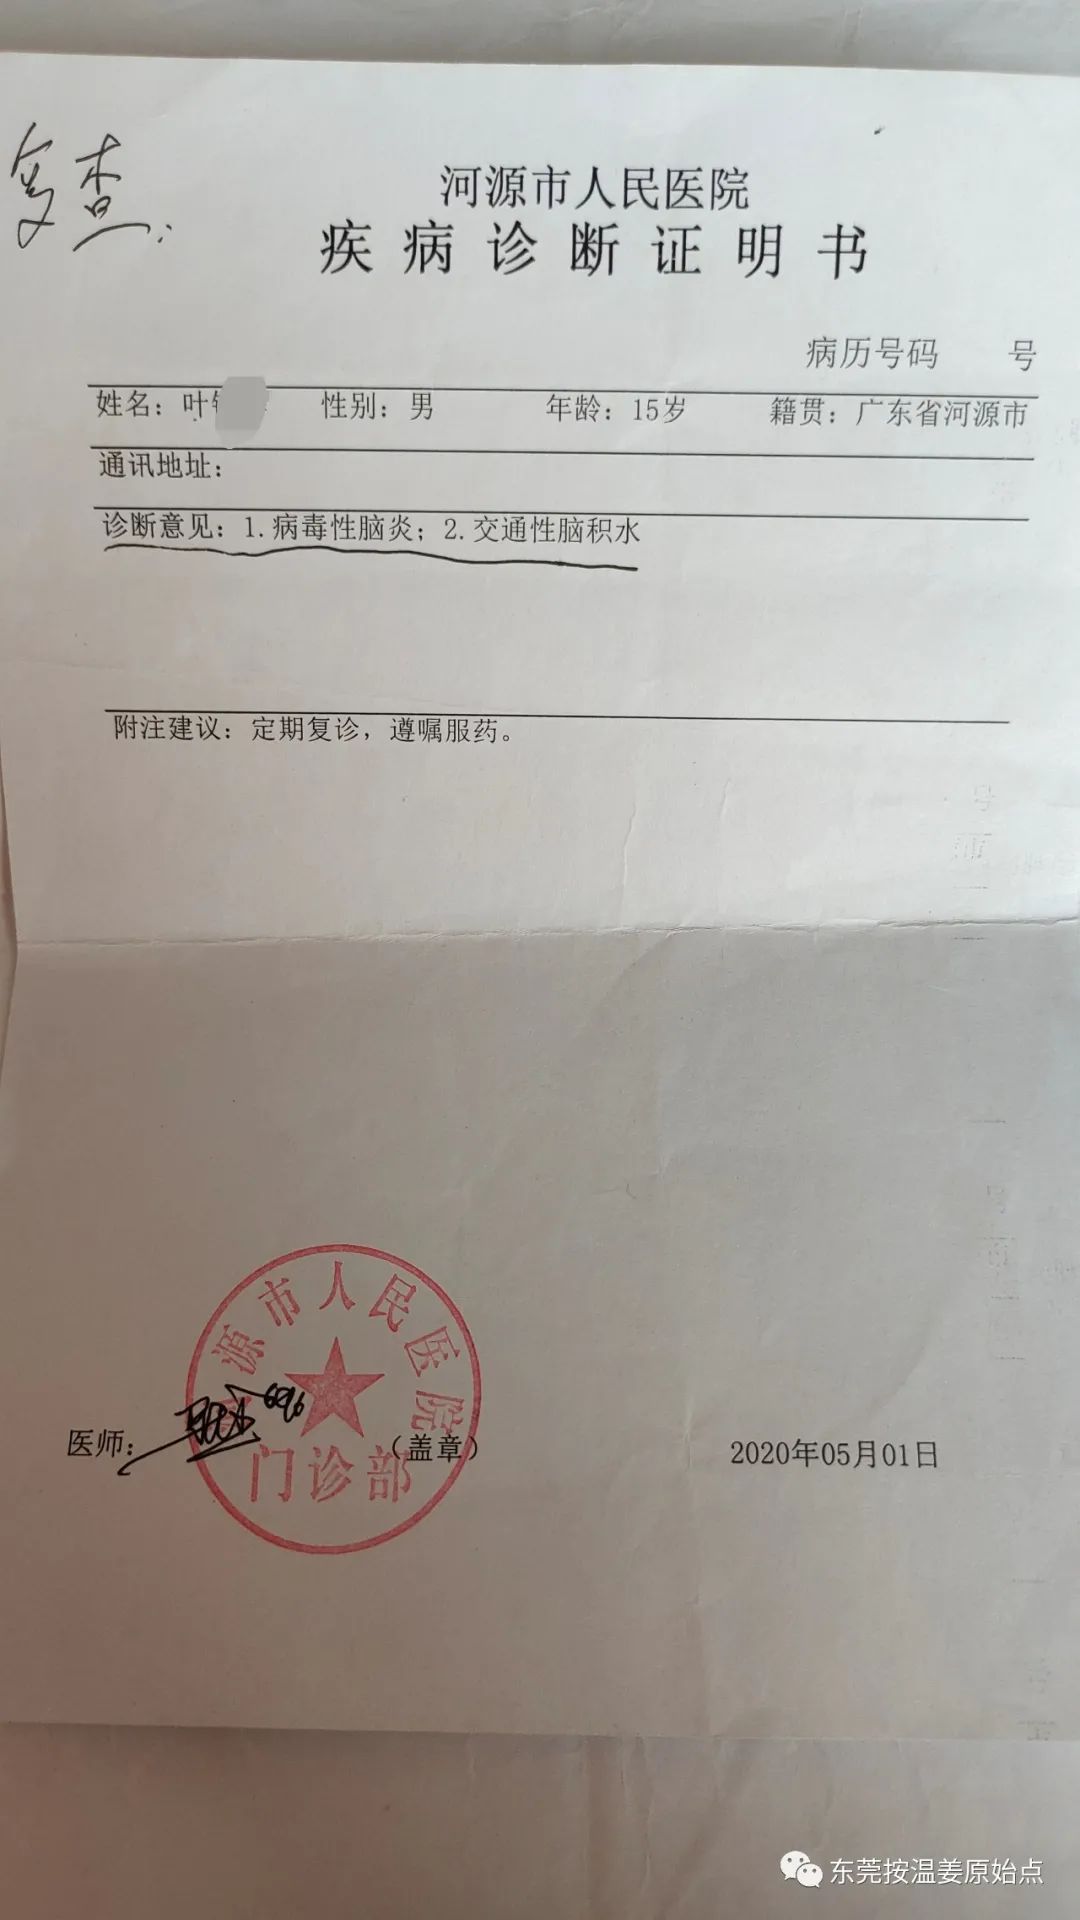 复查:
河源市人民医院
疾病诊断证明书
病历号码 号
姓名：叶 性别：男 年龄：15岁 籍贯：广东省河源市
通讯地址：
诊断意见：1.病毒性脑炎；2.交通性脑积水
附注建议：定期复诊，遵嘱服药。
源市人民医院
门诊部
医师： （盖章） 2020年05月01日
东莞按温姜原始点